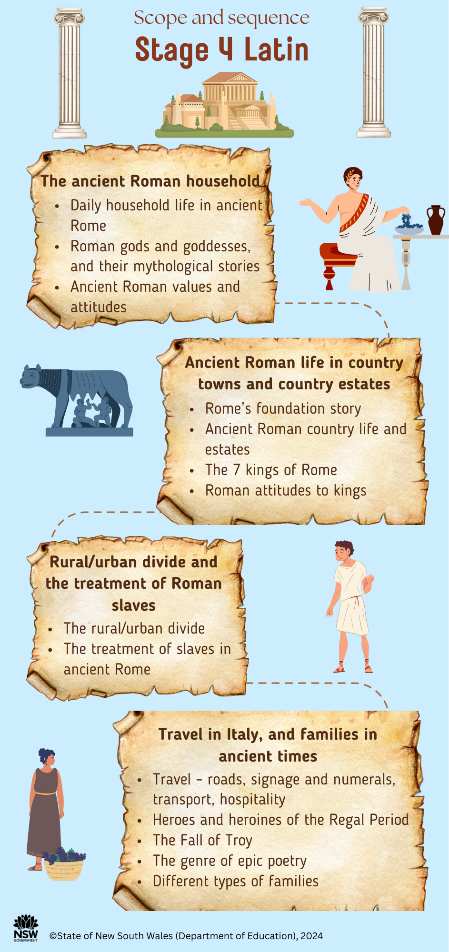 Scope and sequence
Stage 4 Latin
The ancient Roman household
• Daily household life in ancient
Rome
• Roman gods and goddesses,
and their mythological stories
• Ancient Roman values and
attitudes
Ancient Roman life in country
towns and country estates
• Rome's foundation story
• Ancient Roman country life and
estates
• The 7 kings of Rome
• Roman attitudes to kings
Rural/urban divide and
the treatment of Roman
slaves
• The rural/urban divide
• The treatment of slaves in
ancient Rome
Travel in Italy, and families in
ancient times
• Travel - roads, signage and numerals,
transport, hospitality
• Heroes and heroines of the Regal Period
• The Fall of Troy
• The genre of epic poetry
• Different types of families
NSW
GOVERNMENT
©State of New South Wales (Department of Education), 2024